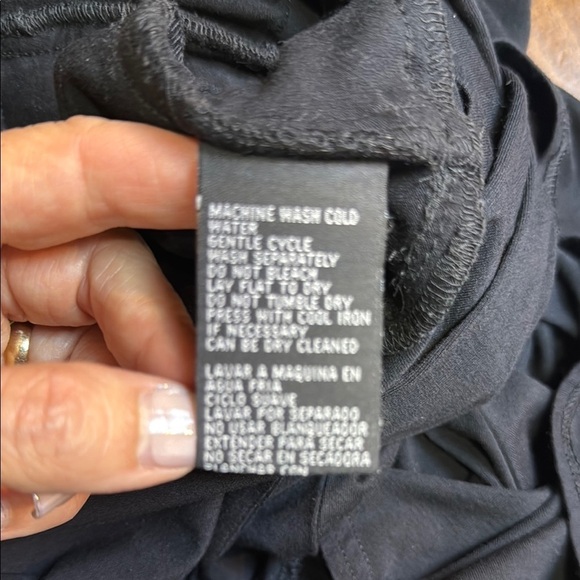 MACHINE WASH COLD
WATER
GENTLE CYCLE
WASH SEPARATELY
DO NOT BLEACH
LAY FLAT TO DRY
DO NOT TUMBLE DRY
PRESS WITH COOL IRON
IF NECESSARY
CAN BE DRY CLEANED
LAVAR A MAQUINA EN
AGUA FRIA
CICLO SUAVE
LAVAR POR SEPARADO
NO USAR BLANQUEADOR
EXTENDER PARA SECAR
NO SECAR EN SECADORA
PLANCHAR CON